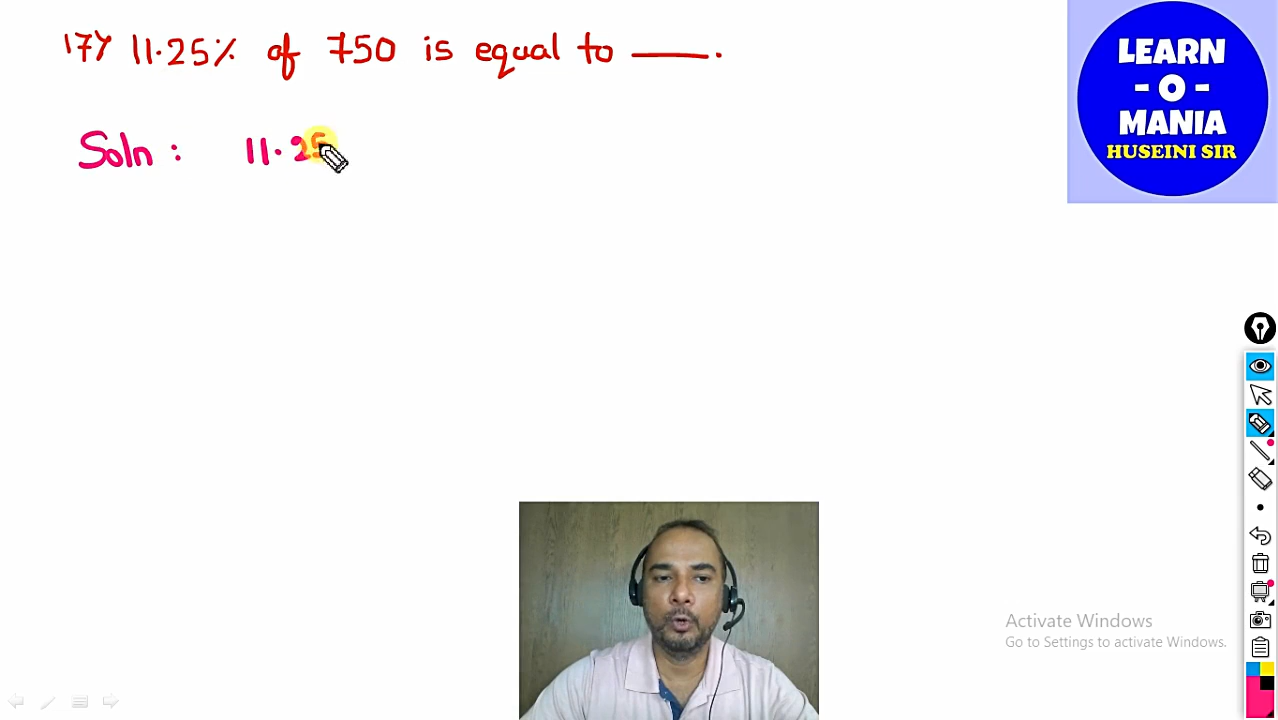 17) 11.25% of 750 is equal to ____.
Soln : 11.25
LEARN
- O -
MANIA
HUSEINI SIR
Activate Windows
Go to Settings to activate Windows.